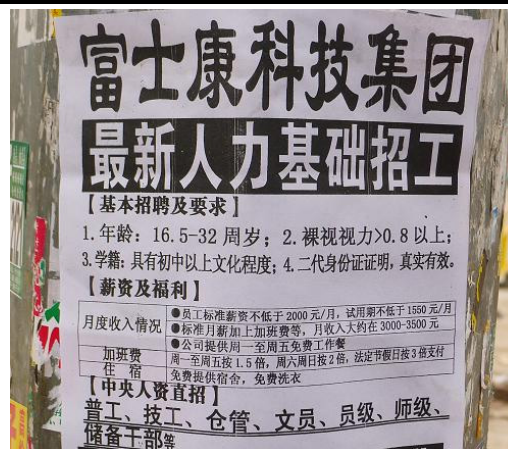 富士康科技集团
最新人力基础招工
【基本招聘及要求】
1.年龄：16.5-32周岁；2.裸视视力>0.8以上；
3.学籍：具有初中以上文化程度；4.二代身份证证明，真实有效。
【薪资及福利】
月度收入情况
●员工标准薪资不低于2000元/月，试用期不低于1550元/月
●标准月薪加上加班费等，月收入大约在3000-3500元
●公司提供周一至周五免费工作餐
加班费 周一至周五按1.5倍，周六周日按2倍，法定节假日按3倍支付
住宿 免费提供宿舍，免费洗衣
【中央人资直招】
普工、技工、仓管、文员、员级、师级、
储备干部等